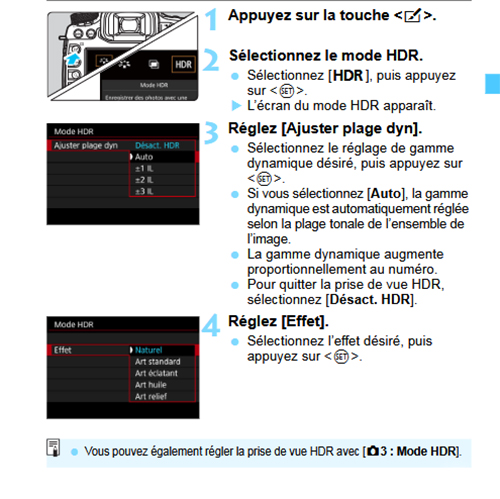 1 Appuyez sur la touche < >.
HDR
Mode HDR
Enregistrer des photos avec une
2 Sélectionnez le mode HDR.
● Sélectionnez [HDR ], puis appuyez
sur <SET>.
▶ L'écran du mode HDR apparaît.
Mode HDR
Ajuster plage dyn Désact. HDR
Auto
±1 IL
±2 IL
±3 IL
3 Réglez [Ajuster plage dyn].
● Sélectionnez le réglage de gamme
dynamique désiré, puis appuyez sur
<SET>.
● Si vous sélectionnez [Auto], la gamme
dynamique est automatiquement réglée
selon la plage tonale de l'ensemble de
l'image.
● La gamme dynamique augmente
proportionnellement au numéro.
● Pour quitter la prise de vue HDR,
sélectionnez [Désact. HDR].
Mode HDR
Effet Naturel
Art standard
Art éclatant
Art huile
Art relief
4 Réglez [Effet].
● Sélectionnez l'effet désiré, puis
appuyez sur <SET>.
● Vous pouvez également régler la prise de vue HDR avec [3 : Mode HDR].